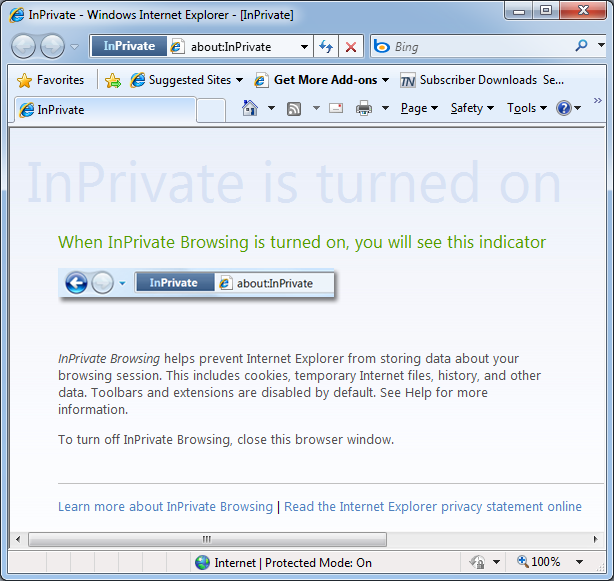 InPrivate - Windows Internet Explorer - [InPrivate]
InPrivate about:InPrivate Bing
Favorites Suggested Sites Get More Add-ons Subscriber Downloads Se...
InPrivate Page Safety Tools
InPrivate is turned on
When InPrivate Browsing is turned on, you will see this indicator
InPrivate about:InPrivate
InPrivate Browsing helps prevent Internet Explorer from storing data about your
browsing session. This includes cookies, temporary Internet files, history, and other
data. Toolbars and extensions are disabled by default. See Help for more
information.
To turn off InPrivate Browsing, close this browser window.
Learn more about InPrivate Browsing | Read the Internet Explorer privacy statement online
Internet | Protected Mode: On 100%